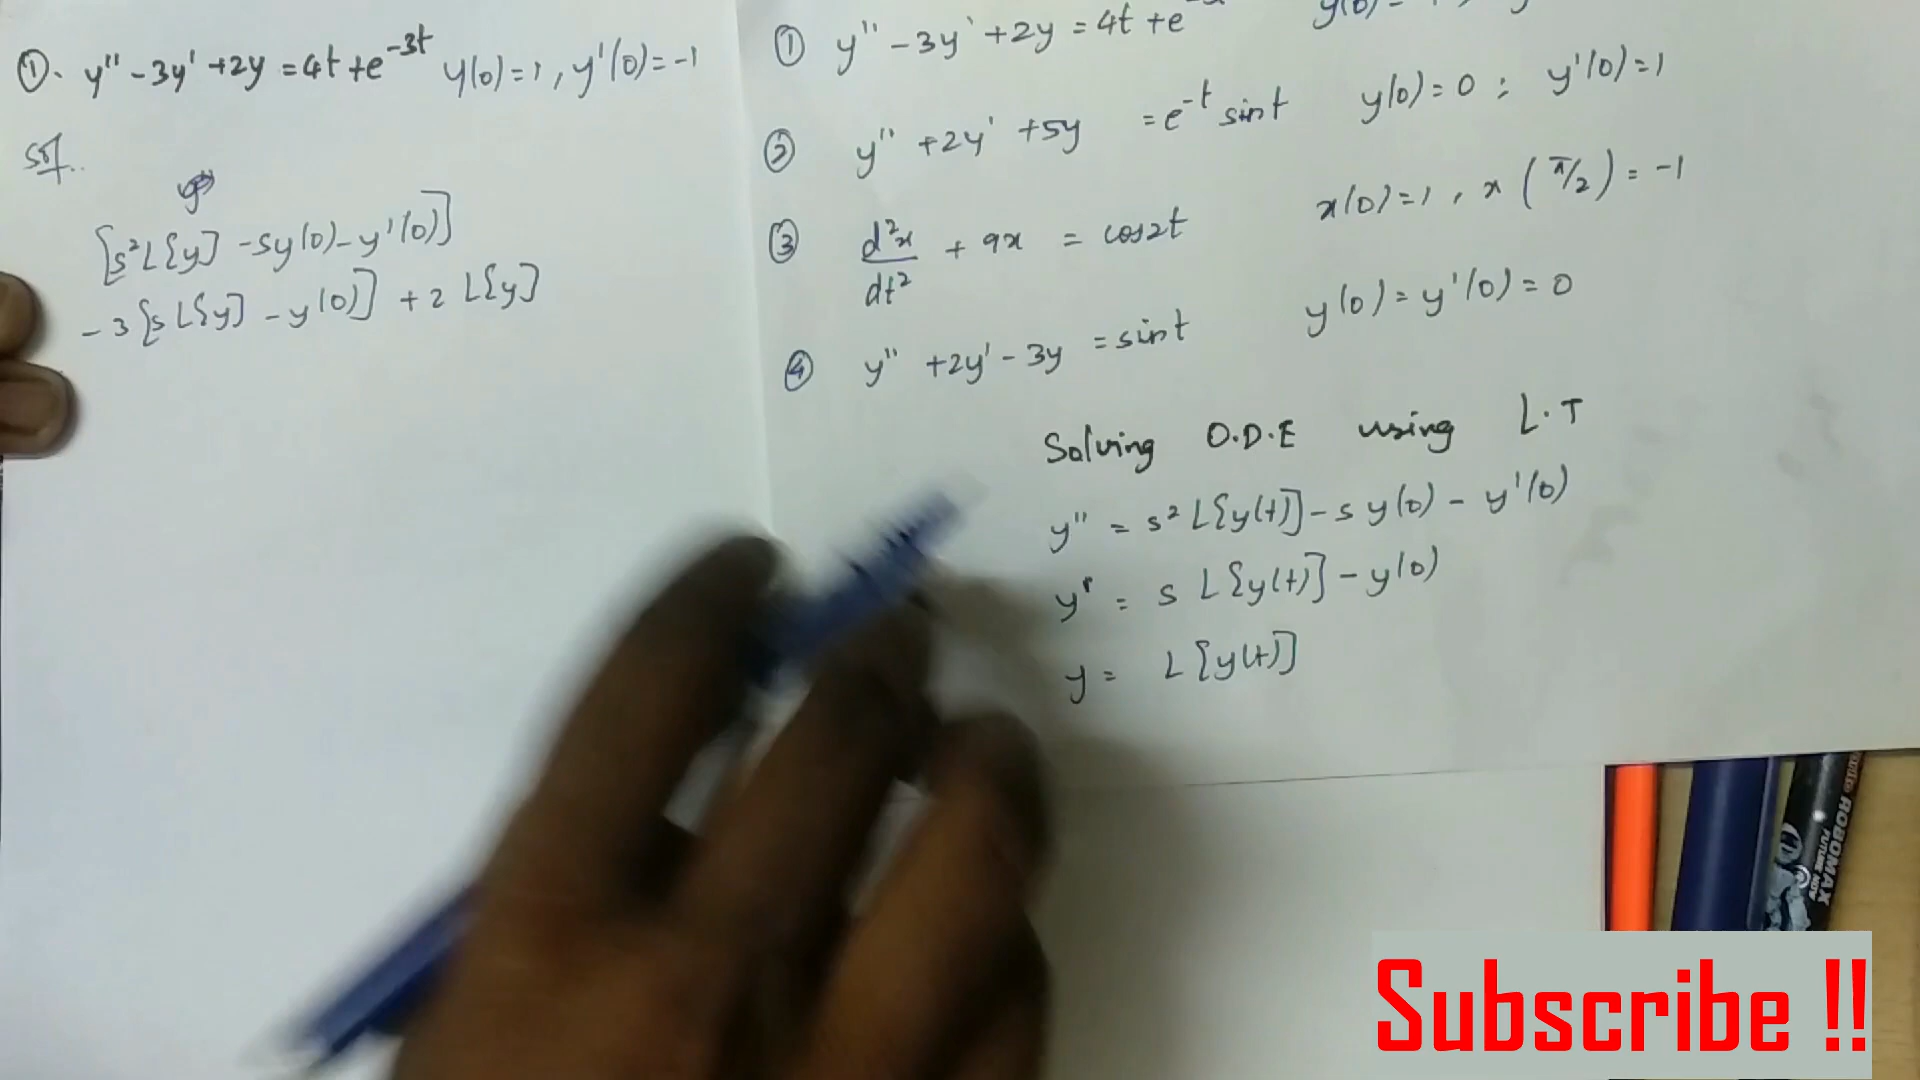 ①. y'' - 3y' + 2y = 4t + e^-3t y(0) = 1, y'(0) = -1
Sol.
[s²L{y} - sy(0) - y'(0)]
- 3[sL{y} - y(0)] + 2 L{y}
① y'' - 3y' + 2y = 4t + e
② y'' + 2y' + 5y = e^-t sint y(0) = 0 ; y'(0) = 1
③ d²x/dt² + 9x = cos2t x(0) = 1, x(π/2) = -1
④ y'' + 2y' - 3y = sint y(0) = y'(0) = 0
Solving O.D.E using L.T
y'' = s² L{y(t)} - s y(0) - y'(0)
y' = s L{y(t)} - y(0)
y = L{y(t)}
ROBOMAX
Subscribe !!